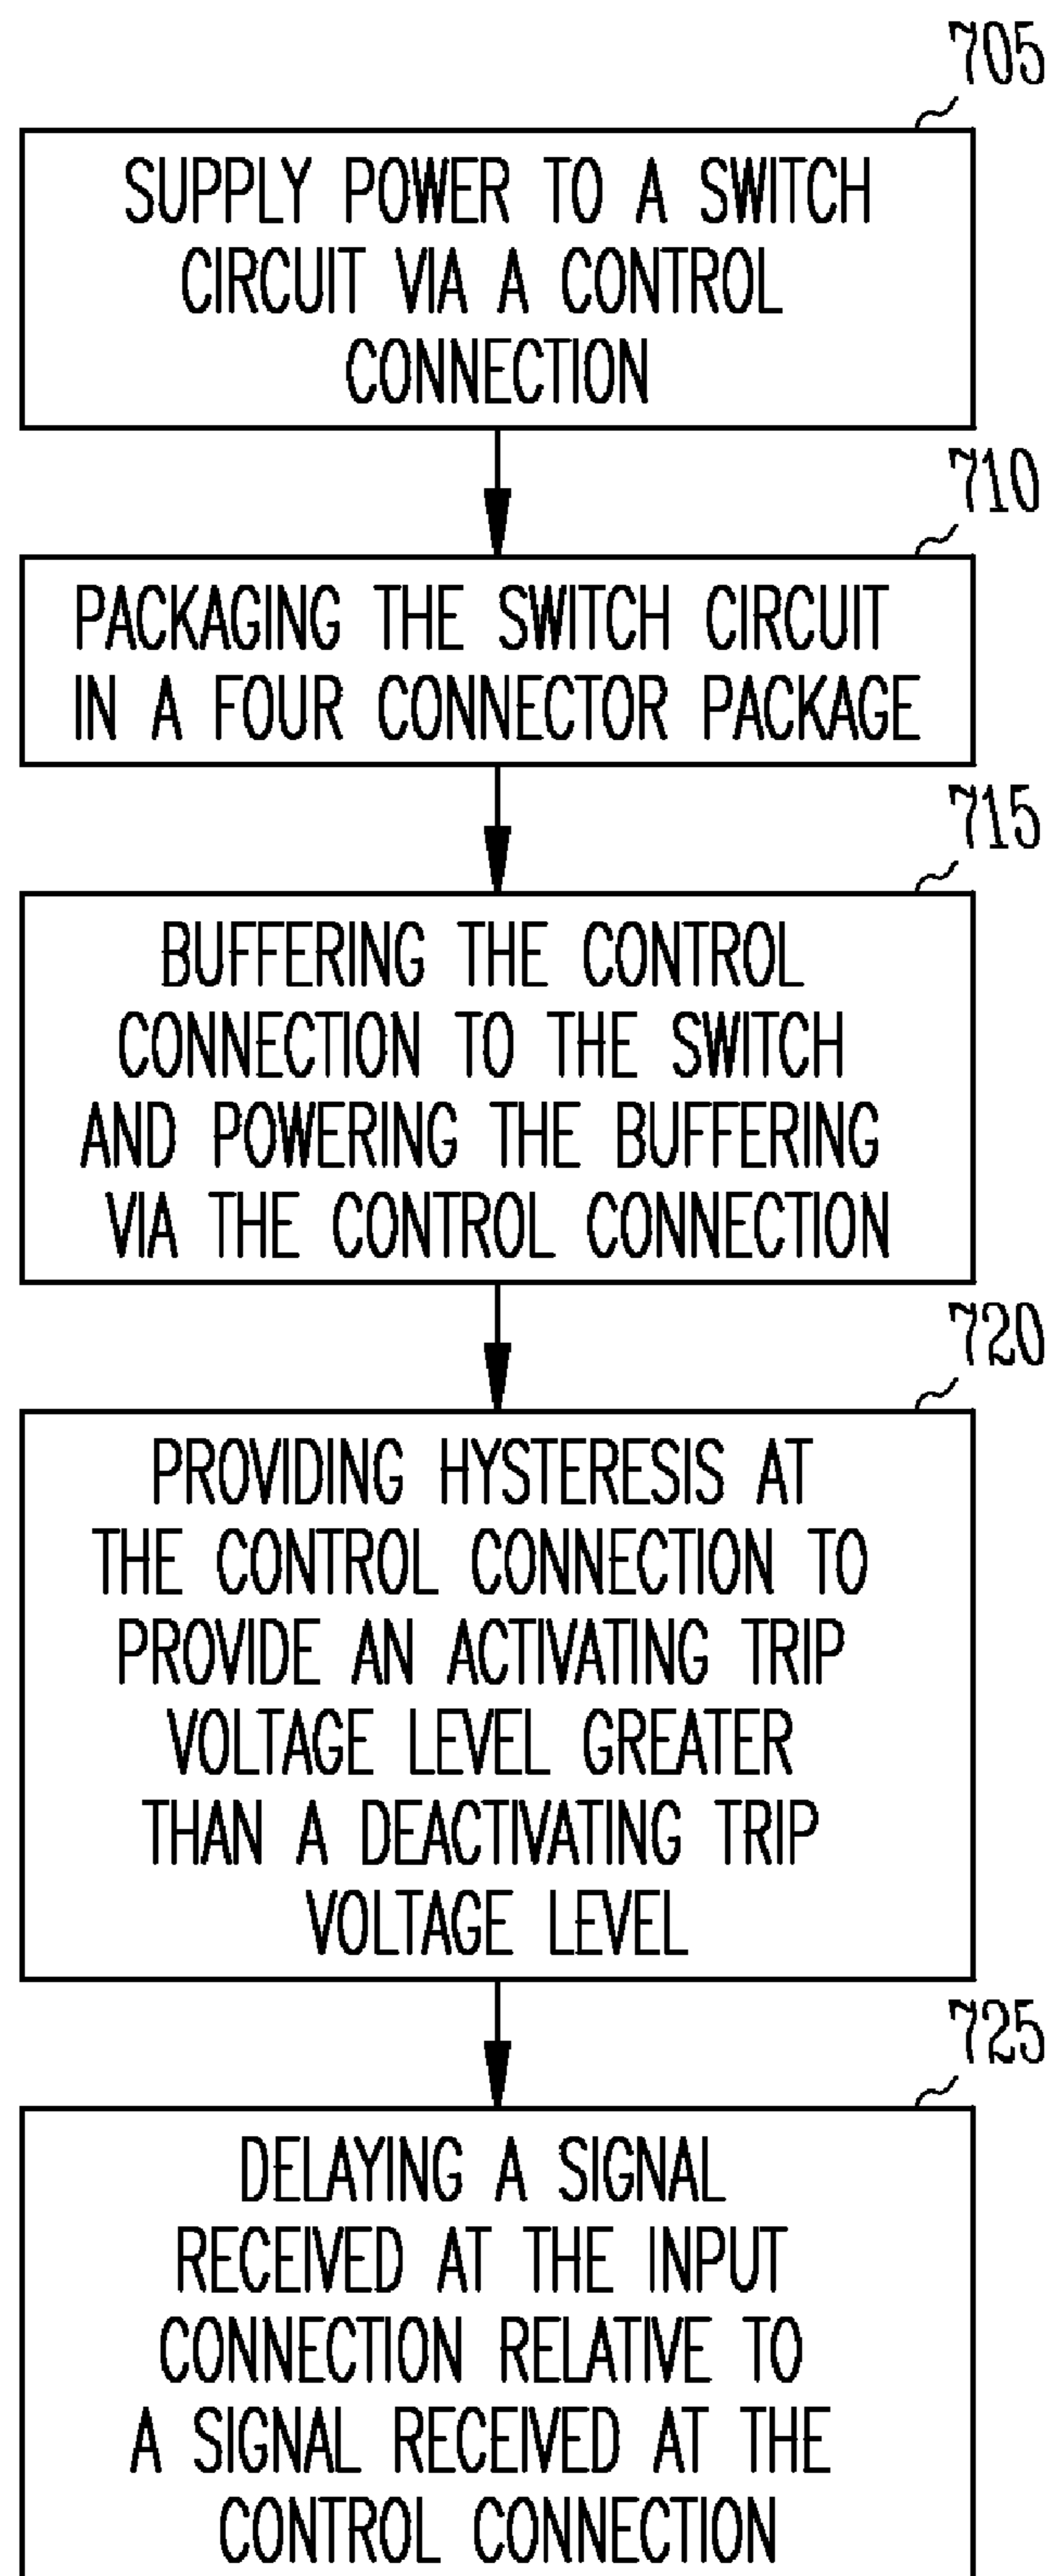 705
SUPPLY POWER TO A SWITCH
CIRCUIT VIA A CONTROL
CONNECTION
710
PACKAGING THE SWITCH CIRCUIT
IN A FOUR CONNECTOR PACKAGE
715
BUFFERING THE CONTROL
CONNECTION TO THE SWITCH
AND POWERING THE BUFFERING
VIA THE CONTROL CONNECTION
720
PROVIDING HYSTERESIS AT
THE CONTROL CONNECTION TO
PROVIDE AN ACTIVATING TRIP
VOLTAGE LEVEL GREATER
THAN A DEACTIVATING TRIP
VOLTAGE LEVEL
725
DELAYING A SIGNAL
RECEIVED AT THE INPUT
CONNECTION RELATIVE TO
A SIGNAL RECEIVED AT THE
CONTROL CONNECTION